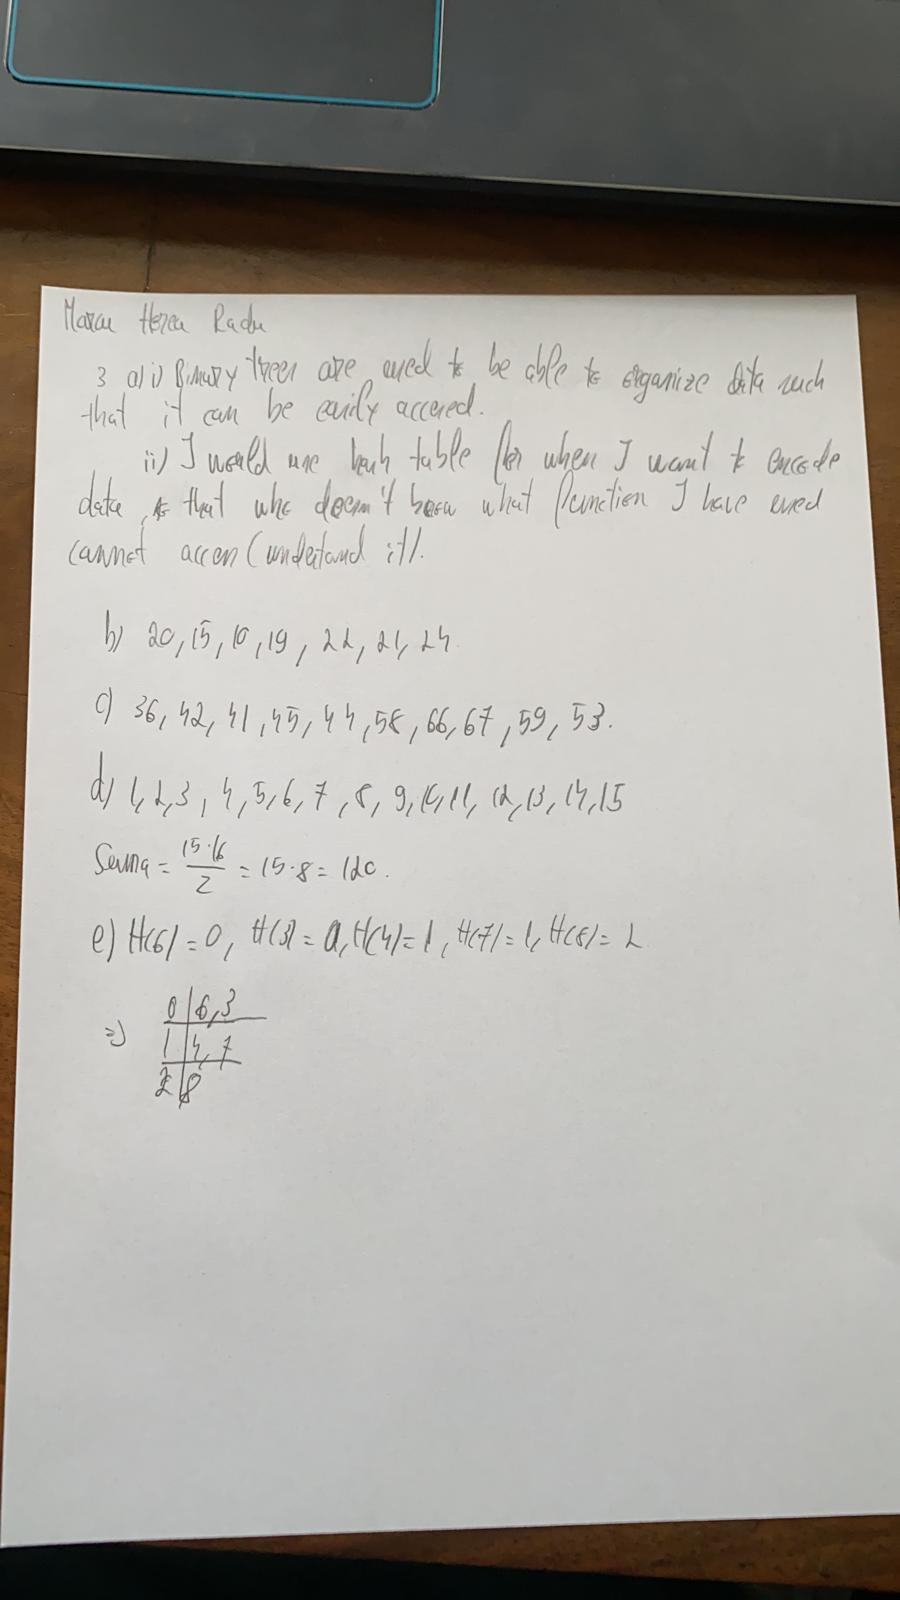 Marcu Horea Radu
3 a) i) Binary trees are used to be able to organize data such
that it can be easily accesed.
ii) I would use hash table for when I want to encode
data, that who doesn't know what function I have used
cannot acces (understand it).
b) 20, 15, 10, 19, 22, 21, 24.
c) 36, 42, 41, 45, 44, 58, 66, 67, 59, 53.
d) 1, 2, 3, 4, 5, 6, 7, 8, 9, 10, 11, 12, 13, 14, 15
Suma = 15·16/2 = 15·8 = 120.
e) H(6) = 0, H(3) = 0, H(4) = 1, H(7) = 1, H(8) = 2
=> 0 | 6, 3
1 | 4, 7
2 | 8